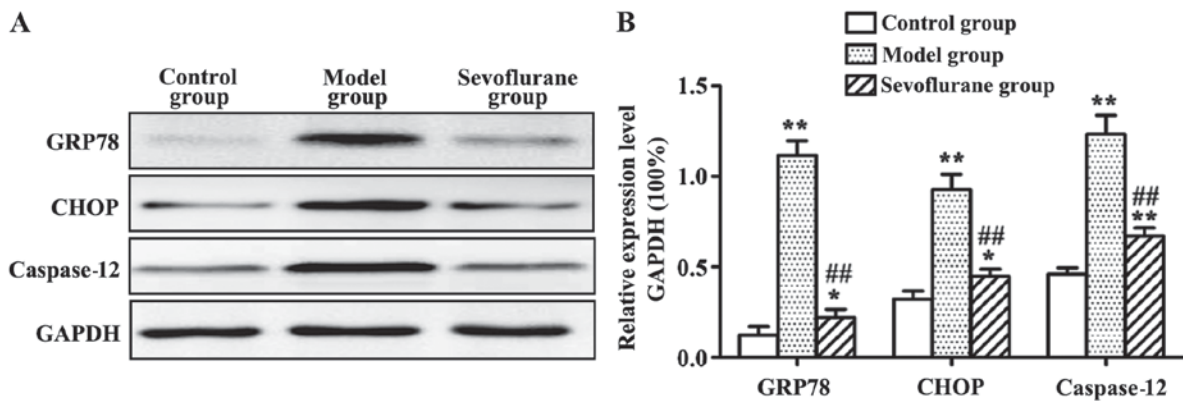 A
Control group
Model group
Sevoflurane group
GRP78
CHOP
Caspase-12
GAPDH
B
Control group
Model group
Sevoflurane group
Relative expression level
GAPDH (100%)
1.5
1.0
0.5
0.0
**
##
*
**
##
*
**
##
**
GRP78
CHOP
Caspase-12